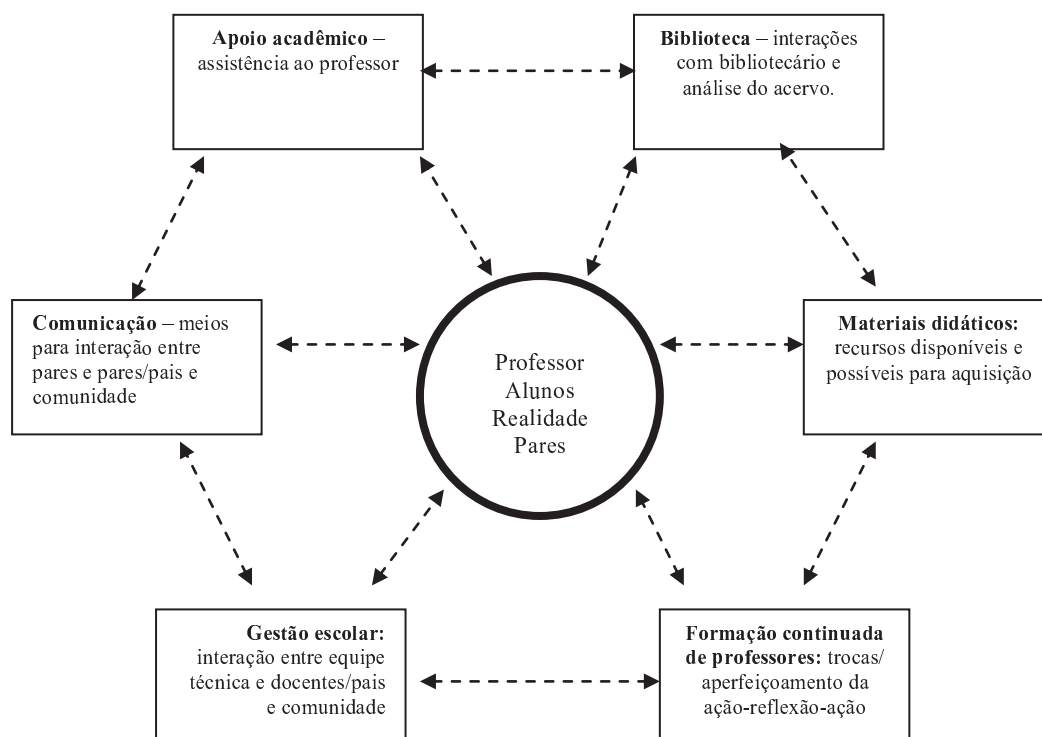 Apoio acadêmico –
assistência ao professor
Biblioteca – interações
com bibliotecário e
análise do acervo.
Comunicação – meios
para interação entre
pares e pares/pais e
comunidade
Professor
Alunos
Realidade
Pares
Materiais didáticos:
recursos disponíveis e
possíveis para aquisição
Gestão escolar:
interação entre equipe
técnica e docentes/pais
e comunidade
Formação continuada
de professores: trocas/
aperfeiçoamento da
ação-reflexão-ação